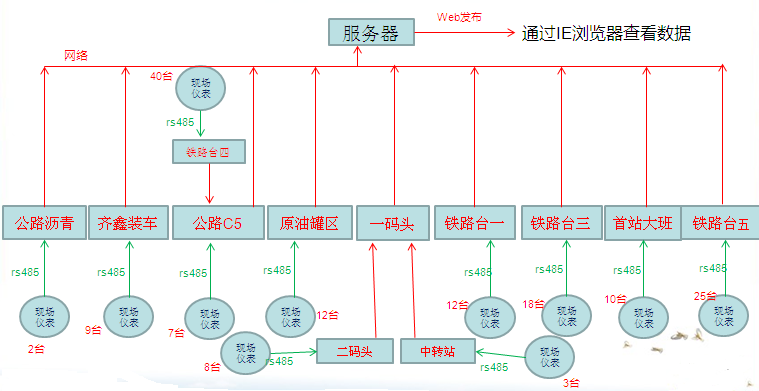 Web发布
服务器
通过IE浏览器查看数据
网络
40台
现场
仪表
rs485
铁路台四
公路沥青
齐鑫装车
公路C5
原油罐区
一码头
铁路台一
铁路台三
首站大班
铁路台五
rs485
rs485
rs485
rs485
rs485
rs485
rs485
rs485
现场
仪表
2台
现场
仪表
9台
现场
仪表
7台
现场
仪表
12台
现场
仪表
12台
现场
仪表
18台
现场
仪表
10台
现场
仪表
25台
现场
仪表
8台
rs485
二码头
中转站
rs485
现场
仪表
3台